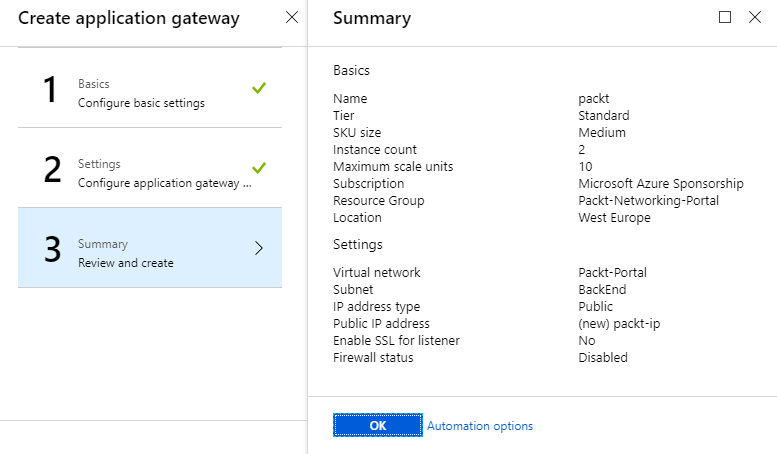 Create application gateway
1
Basics
Configure basic settings
2
Settings
Configure application gateway ...
3
Summary
Review and create
Summary
Basics
Name packt
Tier Standard
SKU size Medium
Instance count 2
Maximum scale units 10
Subscription Microsoft Azure Sponsorship
Resource Group Packt-Networking-Portal
Location West Europe
Settings
Virtual network Packt-Portal
Subnet BackEnd
IP address type Public
Public IP address (new) packt-ip
Enable SSL for listener No
Firewall status Disabled
OK Automation options